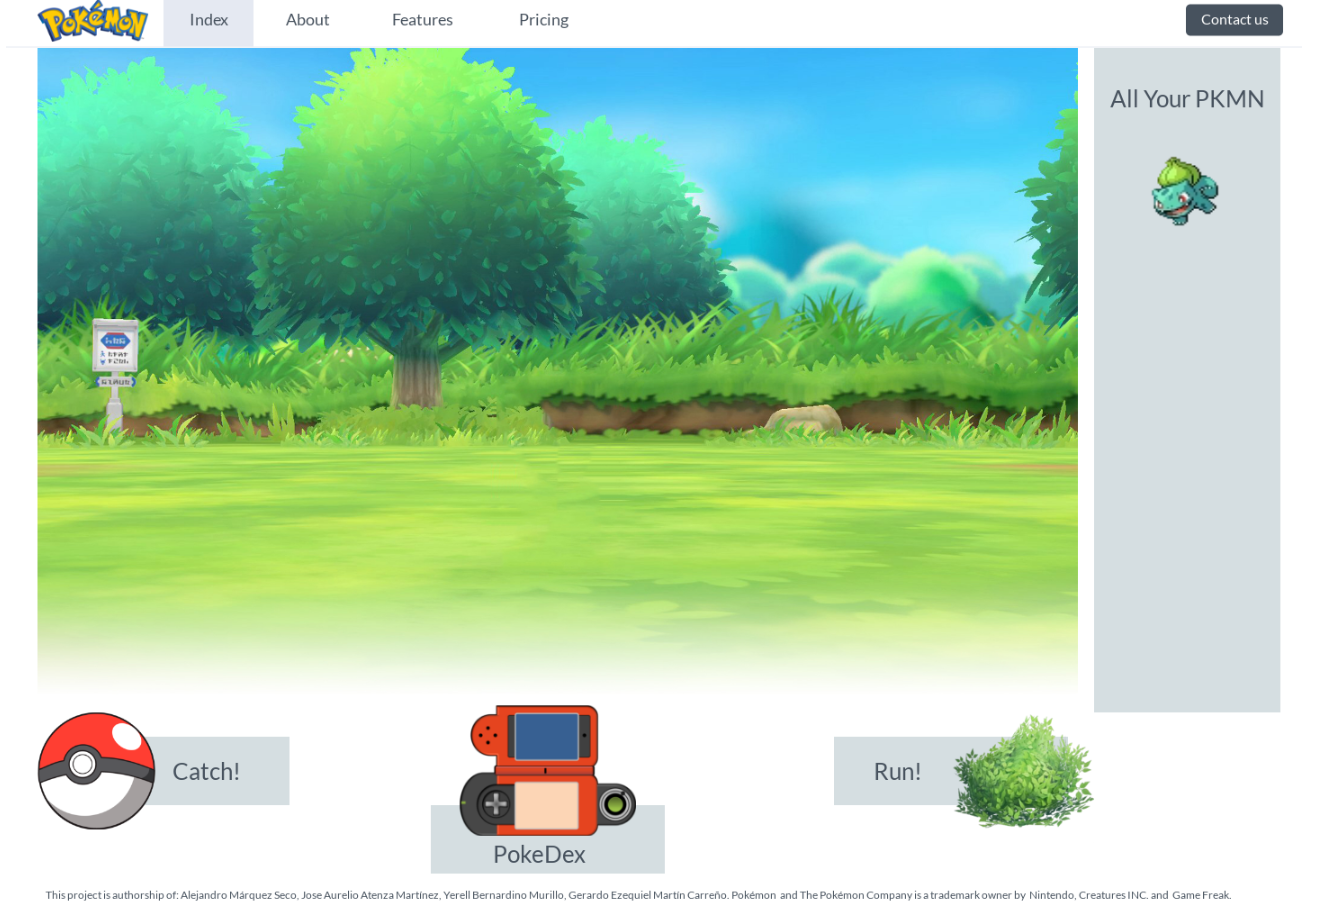 Pokémon
Index
About
Features
Pricing
Contact us
All Your PKMN
Catch!
Run!
PokeDex
This project is authorship of: Alejandro Márquez Seco, Jose Aurelio Atenza Martínez, Yerell Bernardino Murillo, Gerardo Ezequiel Martín Carreño. Pokémon and The Pokémon Company is a trademark owner by Nintendo, Creatures INC. and Game Freak.